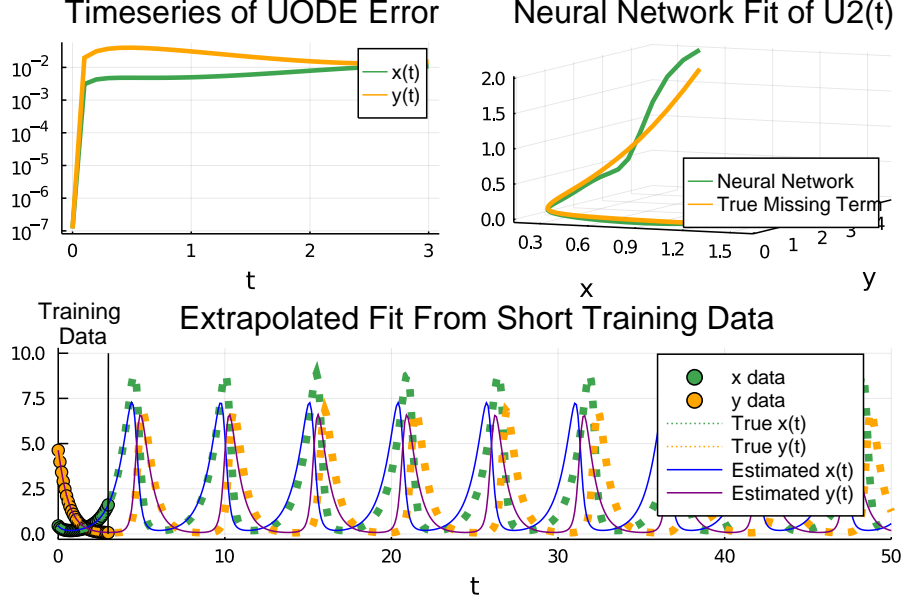 Timeseries of UODE Error
Neural Network Fit of U2(t)
10⁻²
10⁻³
10⁻⁴
10⁻⁵
10⁻⁶
10⁻⁷
x(t)
y(t)
0
1
2
3
t
2.0
1.5
1.0
0.5
0.0
Neural Network
True Missing Term
0.3
0.6
0.9
1.2
1.5
0
1
2
3
4
x
y
Training
Data
Extrapolated Fit From Short Training Data
10.0
7.5
5.0
2.5
0.0
x data
y data
True x(t)
True y(t)
Estimated x(t)
Estimated y(t)
0
10
20
30
40
50
t